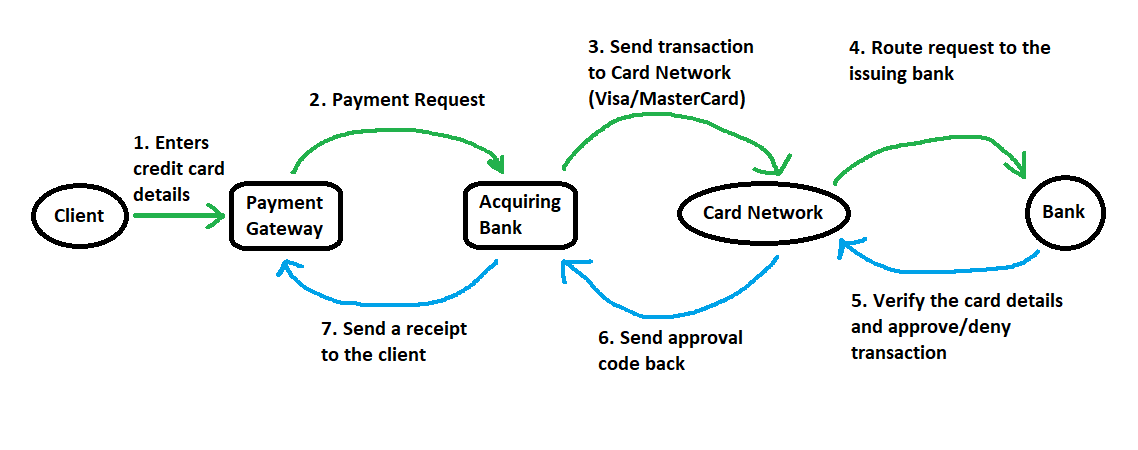 3. Send transaction
to Card Network
(Visa/MasterCard)
4. Route request to the
issuing bank
2. Payment Request
1. Enters
credit card
details
Client
Payment
Gateway
Acquiring
Bank
Card Network
Bank
5. Verify the card details
and approve/deny
transaction
6. Send approval
code back
7. Send a receipt
to the client